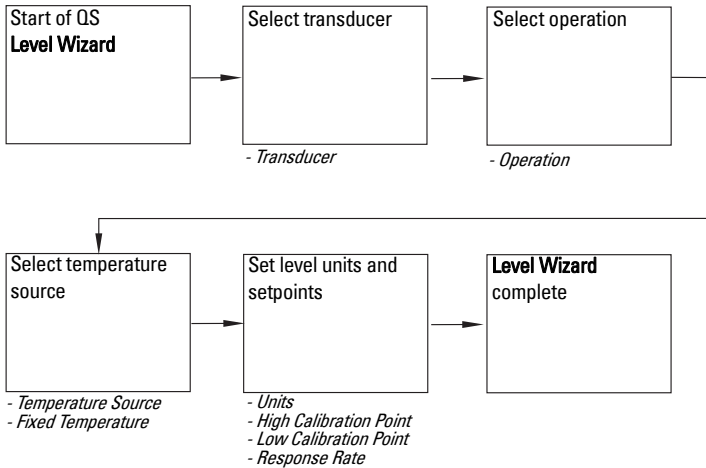 Start of QS
Level Wizard
Select transducer
- Transducer
Select operation
- Operation
Select temperature
source
- Temperature Source
- Fixed Temperature
Set level units and
setpoints
- Units
- High Calibration Point
- Low Calibration Point
- Response Rate
Level Wizard
complete